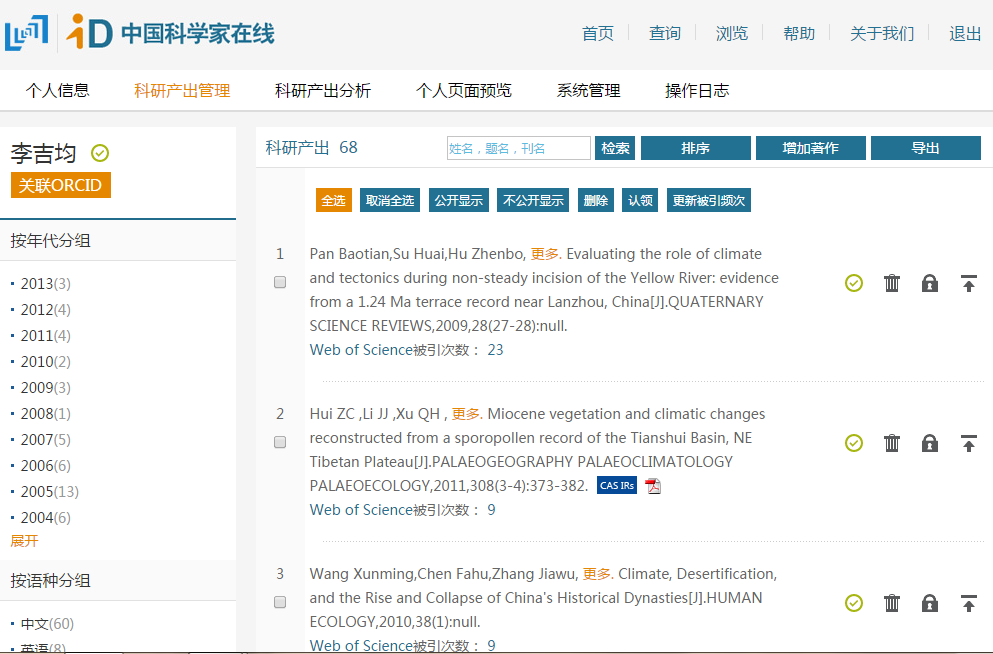 iD 中国科学家在线
首页 查询 浏览 帮助 关于我们 退出
个人信息 科研产出管理 科研产出分析 个人页面预览 系统管理 操作日志
李吉均
关联ORCID
按年代分组
2013(3)
2012(4)
2011(4)
2010(2)
2009(3)
2008(1)
2007(5)
2006(6)
2005(13)
2004(6)
展开
按语种分组
中文(60)
英语(8)
科研产出 68
姓名，题名，刊名 检索 排序 增加著作 导出
全选 取消全选 公开显示 不公开显示 删除 认领 更新被引频次
1
Pan Baotian,Su Huai,Hu Zhenbo, 更多. Evaluating the role of climate
and tectonics during non-steady incision of the Yellow River: evidence
from a 1.24 Ma terrace record near Lanzhou, China[J].QUATERNARY
SCIENCE REVIEWS,2009,28(27-28):null.
Web of Science被引次数： 23
2
Hui ZC ,Li JJ ,Xu QH , 更多. Miocene vegetation and climatic changes
reconstructed from a sporopollen record of the Tianshui Basin, NE
Tibetan Plateau[J].PALAEOGEOGRAPHY PALAEOCLIMATOLOGY
PALAEOECOLOGY,2011,308(3-4):373-382. CAS IRs
Web of Science被引次数： 9
3
Wang Xunming,Chen Fahu,Zhang Jiawu, 更多. Climate, Desertification,
and the Rise and Collapse of China's Historical Dynasties[J].HUMAN
ECOLOGY,2010,38(1):null.
Web of Science被引次数： 9